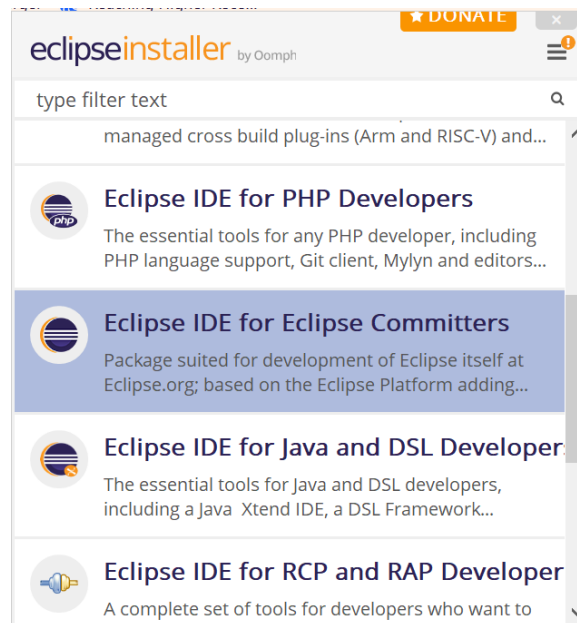 DONATE
eclipseinstaller by Oomph
type filter text
managed cross build plug-ins (Arm and RISC-V) and...
Eclipse IDE for PHP Developers
php
The essential tools for any PHP developer, including
PHP language support, Git client, Mylyn and editors...
Eclipse IDE for Eclipse Committers
Package suited for development of Eclipse itself at
Eclipse.org; based on the Eclipse Platform adding...
Eclipse IDE for Java and DSL Developer
The essential tools for Java and DSL developers,
including a Java Xtend IDE, a DSL Framework...
Eclipse IDE for RCP and RAP Developer
A complete set of tools for developers who want to